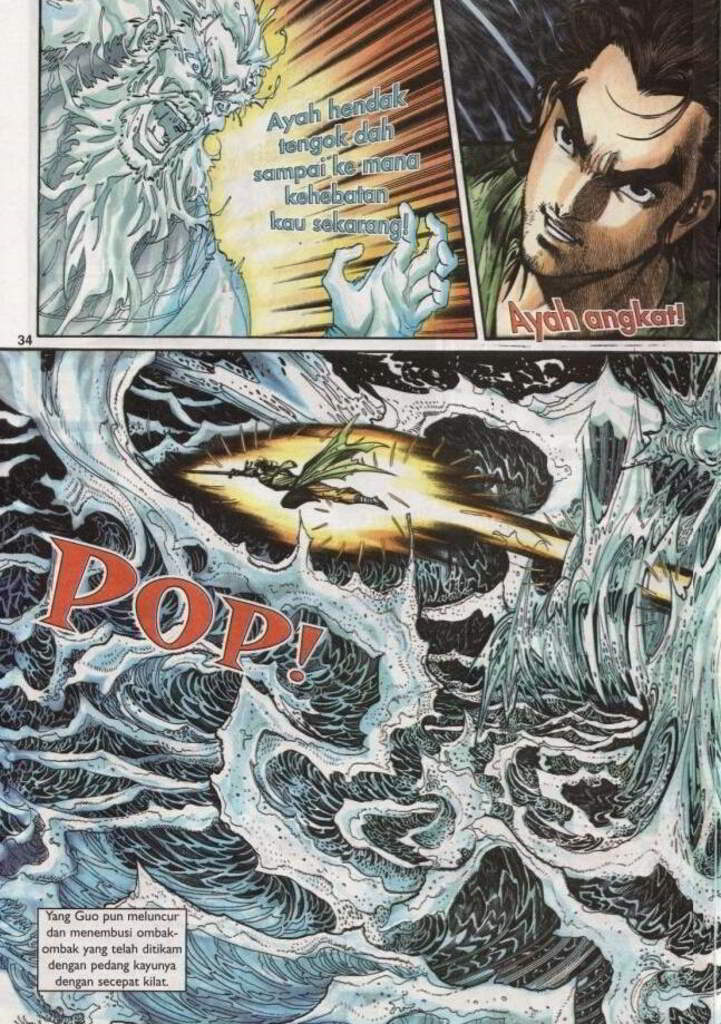 Ayah hendak
tengok dah
sampai ke mana
kehebatan
kau sekarang!
Ayah angkat!
34
POP!
Yang Guo pun meluncur
dan menembusi ombak-
ombak yang telah ditikam
dengan pedang kayunya
dengan secepat kilat.